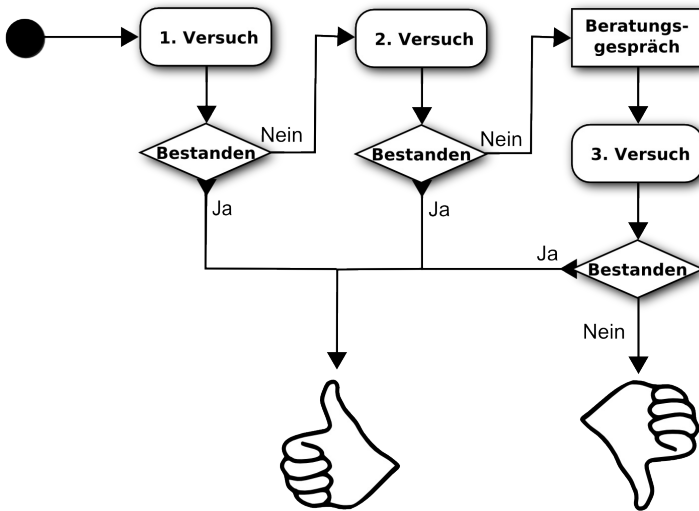 1. Versuch
2. Versuch
Beratungs-
gespräch
Nein
Nein
Bestanden
Bestanden
3. Versuch
Ja
Ja
Ja
Bestanden
Nein